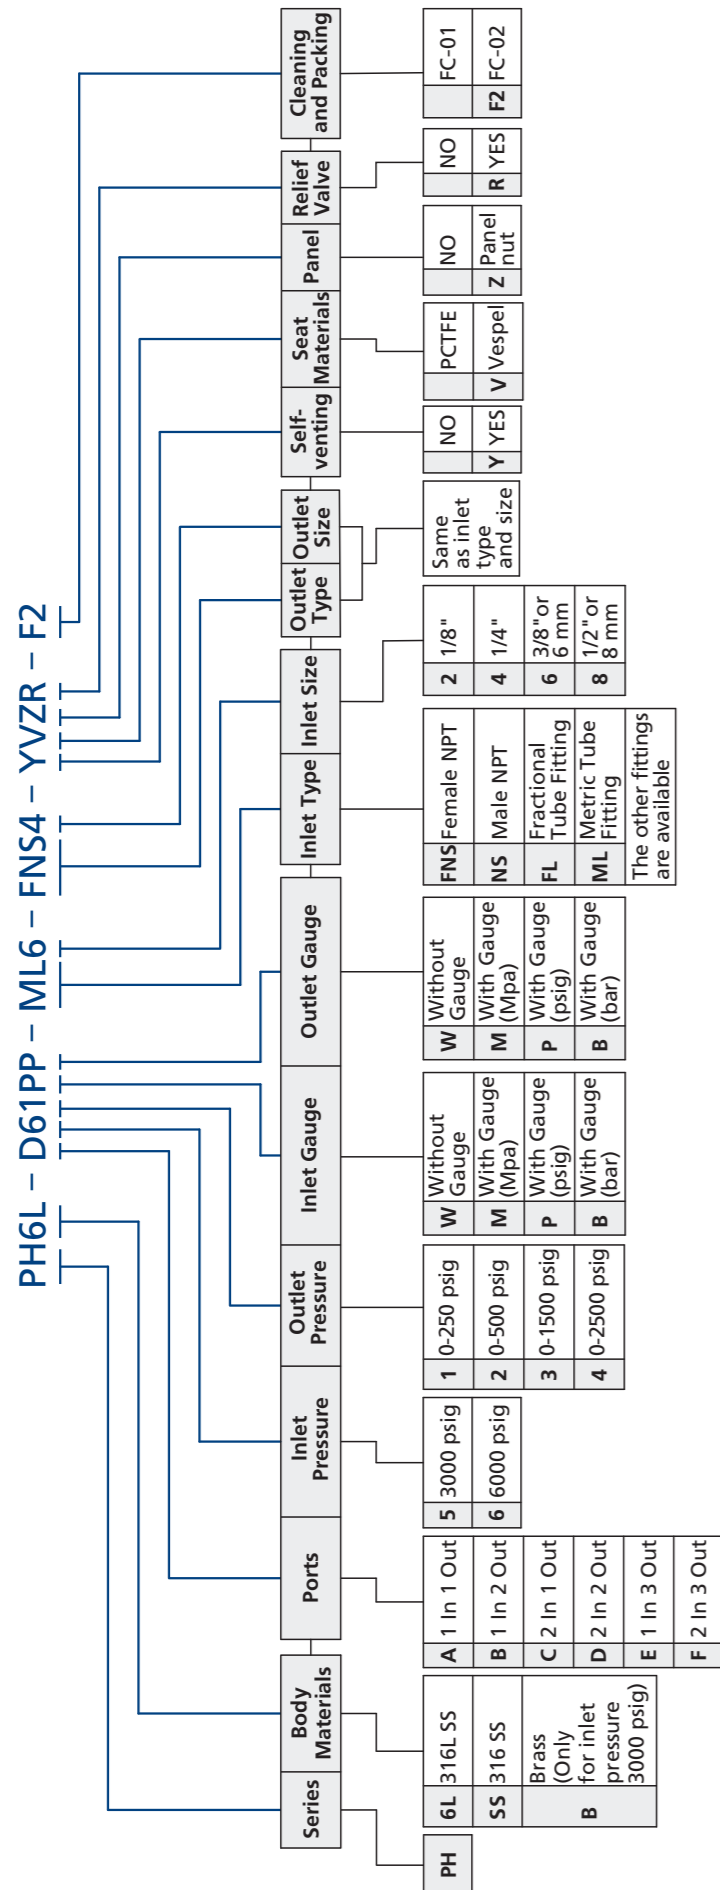 PH6L – D61PP – ML6 – FNS4 – YVZR – F2
Series
Body
Materials
Ports
Inlet
Pressure
Outlet
Pressure
Inlet Gauge
Outlet Gauge
Inlet Type
Inlet Size
Outlet
Type
Outlet
Size
Self-
venting
Seat
Materials
Panel
Relief
Valve
Cleaning
and Packing
PH
6L 316L SS
SS 316 SS
B Brass
(Only
for inlet
pressure
3000 psig)
A 1 In 1 Out
B 1 In 2 Out
C 2 In 1 Out
D 2 In 2 Out
E 1 In 3 Out
F 2 In 3 Out
5 3000 psig
6 6000 psig
1 0-250 psig
2 0-500 psig
3 0-1500 psig
4 0-2500 psig
W Without
Gauge
M With Gauge
(Mpa)
P With Gauge
(psig)
B With Gauge
(bar)
W Without
Gauge
M With Gauge
(Mpa)
P With Gauge
(psig)
B With Gauge
(bar)
FNS Female NPT
NS Male NPT
FL Fractional
Tube Fitting
ML Metric Tube
Fitting
The other fittings
are available
2 1/8"
4 1/4"
6 3/8" or
6 mm
8 1/2" or
8 mm
Same
as inlet
type
and size
NO
Y YES
PCTFE
V Vespel
NO
Z Panel
nut
NO
R YES
FC-01
F2 FC-02